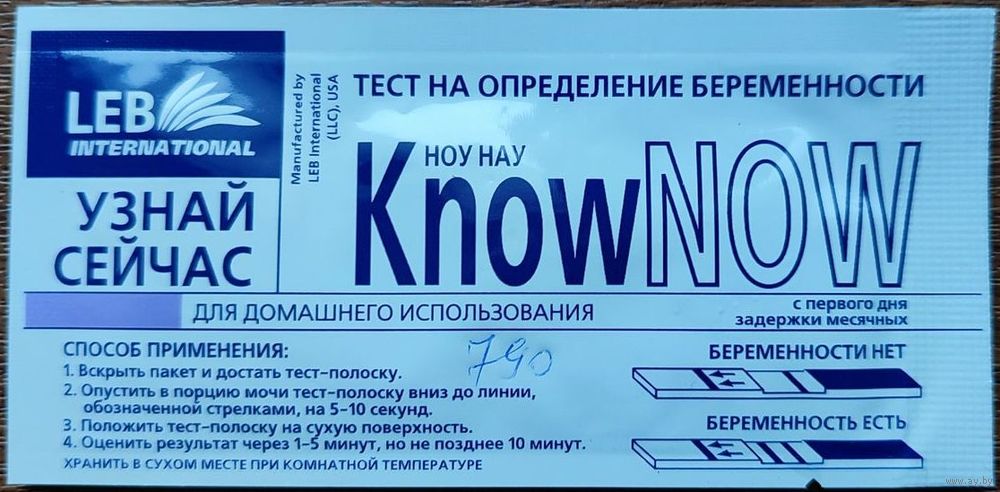 LEB
INTERNATIONAL
УЗНАЙ
СЕЙЧАС
Manufactured by
LEB International
(LLC), USA
ТЕСТ НА ОПРЕДЕЛЕНИЕ БЕРЕМЕННОСТИ
НОУ НАУ
KnowNOW
ДЛЯ ДОМАШНЕГО ИСПОЛЬЗОВАНИЯ
с первого дня
задержки месячных
СПОСОБ ПРИМЕНЕНИЯ:
1. Вскрыть пакет и достать тест-полоску.
2. Опустить в порцию мочи тест-полоску вниз до линии,
обозначенной стрелками, на 5-10 секунд.
3. Положить тест-полоску на сухую поверхность.
4. Оценить результат через 1-5 минут, но не позднее 10 минут.
ХРАНИТЬ В СУХОМ МЕСТЕ ПРИ КОМНАТНОЙ ТЕМПЕРАТУРЕ
790
БЕРЕМЕННОСТИ НЕТ
БЕРЕМЕННОСТЬ ЕСТЬ
www.ay.by